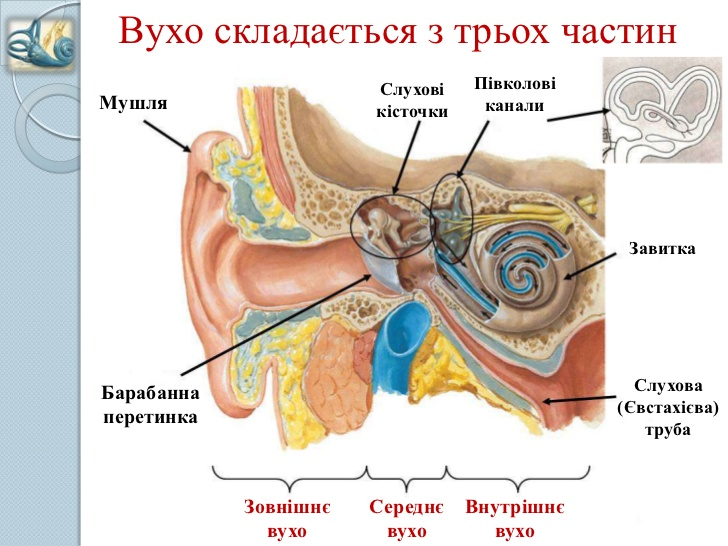 Вухо складається з трьох частин
Мушля
Слухові
кісточки
Півколові
канали
Завитка
Барабанна
перетинка
Слухова
(Євстахієва)
труба
Зовнішнє
вухо
Середнє
вухо
Внутрішнє
вухо